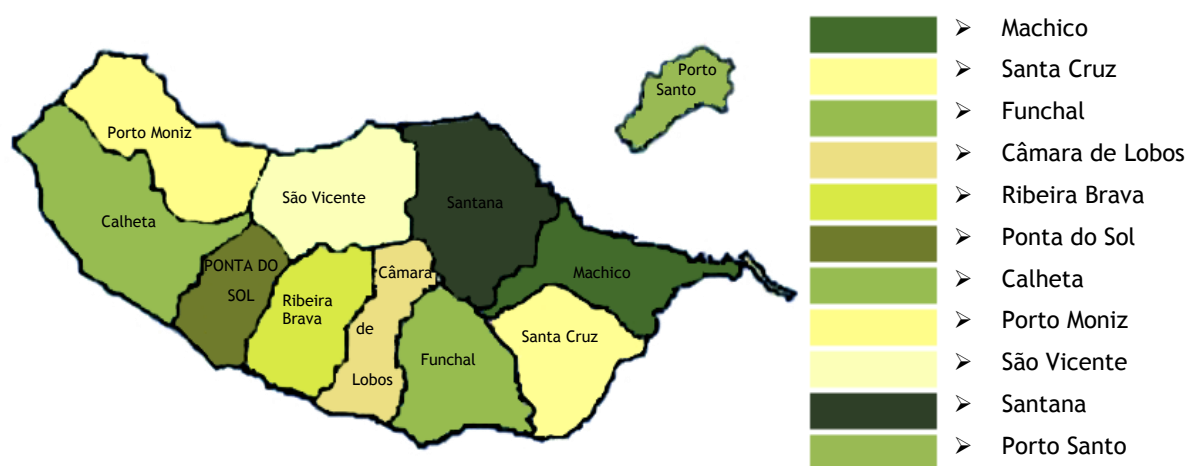 Porto
Santo
Porto Moniz
São Vicente
Santana
Calheta
PONTA DO
SOL
Câmara
Machico
Ribeira
Brava
de
Santa Cruz
Funchal
Lobos
➢ Machico
➢ Santa Cruz
➢ Funchal
➢ Câmara de Lobos
➢ Ribeira Brava
➢ Ponta do Sol
➢ Calheta
➢ Porto Moniz
➢ São Vicente
➢ Santana
➢ Porto Santo